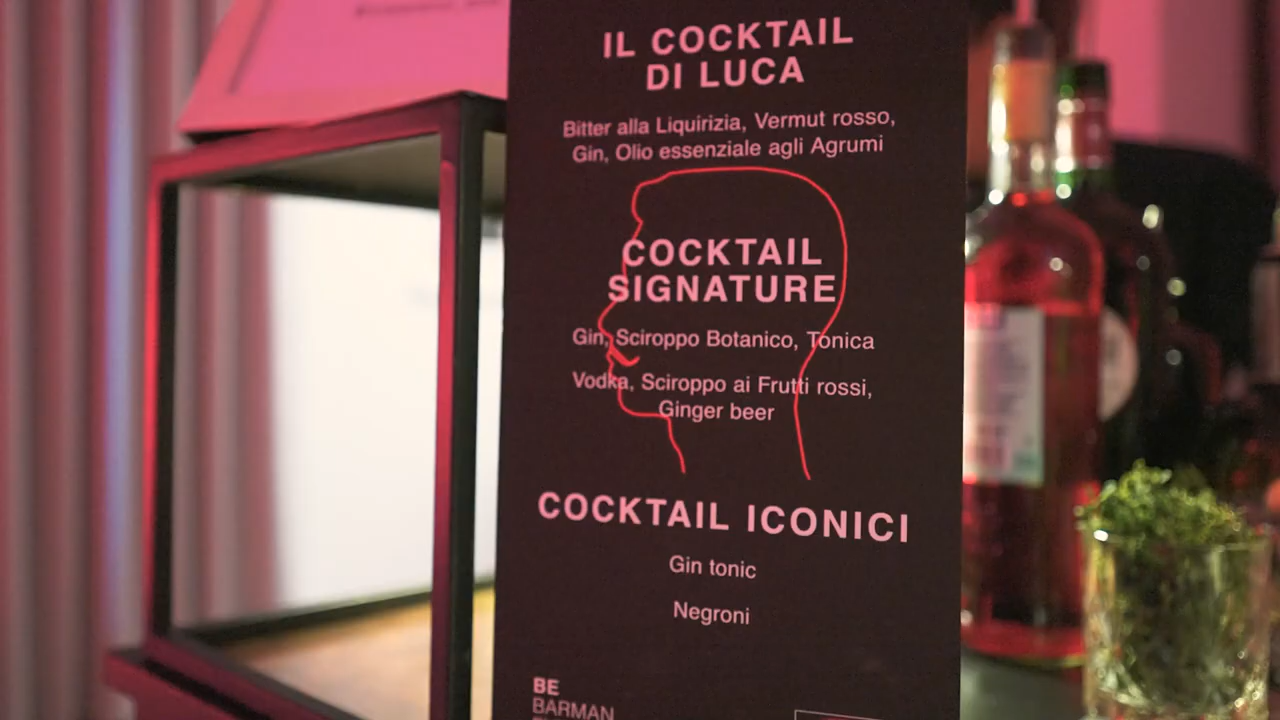 IL COCKTAIL
DI LUCA
Bitter alla Liquirizia, Vermut rosso,
Gin, Olio essenziale agli Agrumi
COCKTAIL
SIGNATURE
Gin, Sciroppo Botanico, Tonica
Vodka, Sciroppo ai Frutti rossi,
Ginger beer
COCKTAIL ICONICI
Gin tonic
Negroni
BE
BARMAN